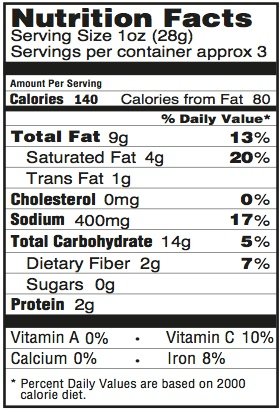 Nutrition Facts
Serving Size 1oz (28g)
Servings per container approx 3
Amount Per Serving
Calories 140 Calories from Fat 80
% Daily Value*
Total Fat 9g 13%
Saturated Fat 4g 20%
Trans Fat 1g
Cholesterol 0mg 0%
Sodium 400mg 17%
Total Carbohydrate 14g 5%
Dietary Fiber 2g 7%
Sugars 0g
Protein 2g
Vitamin A 0% • Vitamin C 10%
Calcium 0% • Iron 8%
* Percent Daily Values are based on 2000
calorie diet.